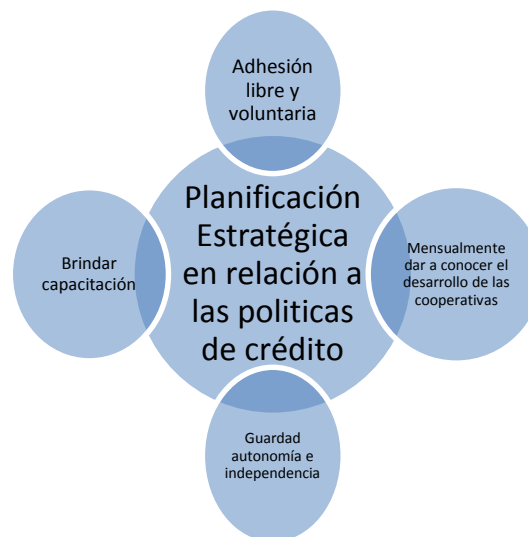 Adhesión
libre y
voluntaria
Planificación
Estratégica
en relación a
las politicas
de crédito
Brindar
capacitación
Mensualmente
dar a conocer el
desarrollo de las
cooperativas
Guardad
autonomía e
independencia